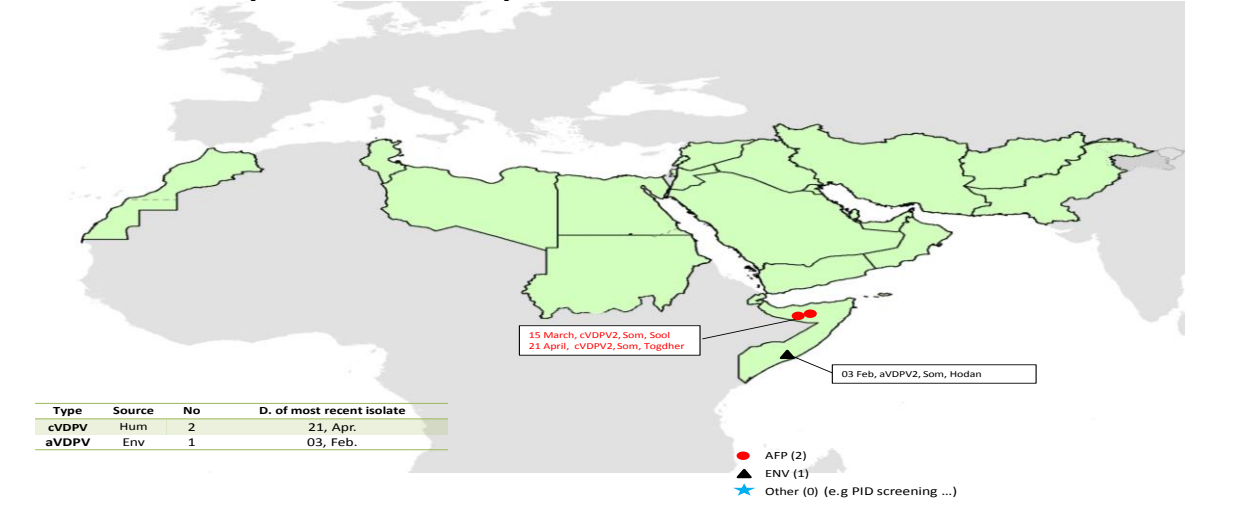 15 March, cVDPV2, Som, Sool
21 April, cVDPV2, Som, Togdher
03 Feb, aVDPV2, Som, Hodan
Type Source No D. of most recent isolate
cVDPV Hum 2 21, Apr.
aVDPV Env 1 03, Feb.
AFP (2)
ENV (1)
Other (0) (e.g PID screening ...)